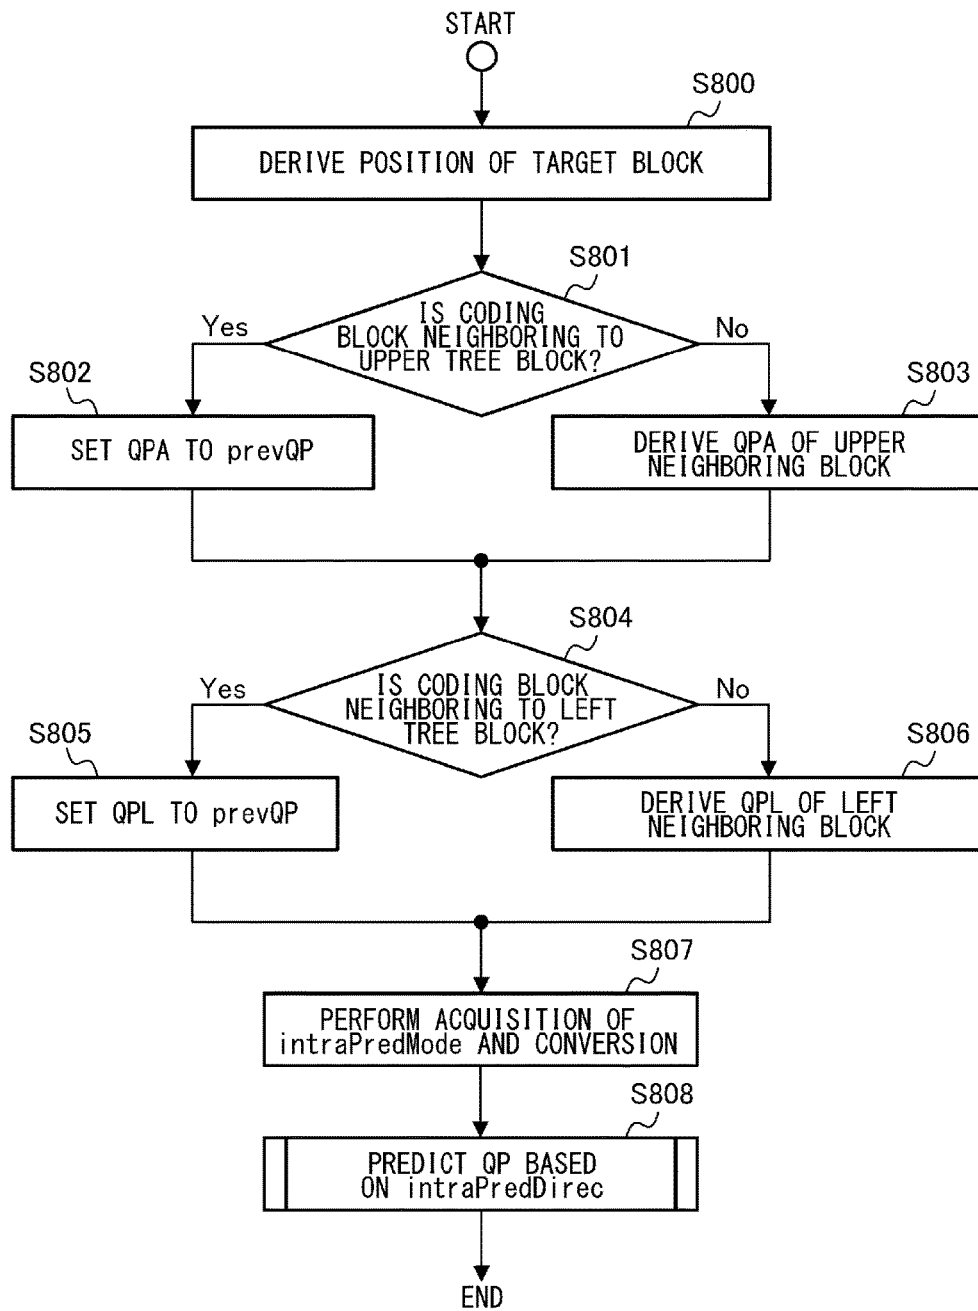 START
S800
DERIVE POSITION OF TARGET BLOCK
S801
IS CODING
BLOCK NEIGHBORING TO
UPPER TREE BLOCK?
Yes
No
S802
SET QPA TO prevQP
S803
DERIVE QPA OF UPPER
NEIGHBORING BLOCK
S804
IS CODING BLOCK
NEIGHBORING TO LEFT
TREE BLOCK?
Yes
No
S805
SET QPL TO prevQP
S806
DERIVE QPL OF LEFT
NEIGHBORING BLOCK
S807
PERFORM ACQUISITION OF
intraPredMode AND CONVERSION
S808
PREDICT QP BASED
ON intraPredDirec
END